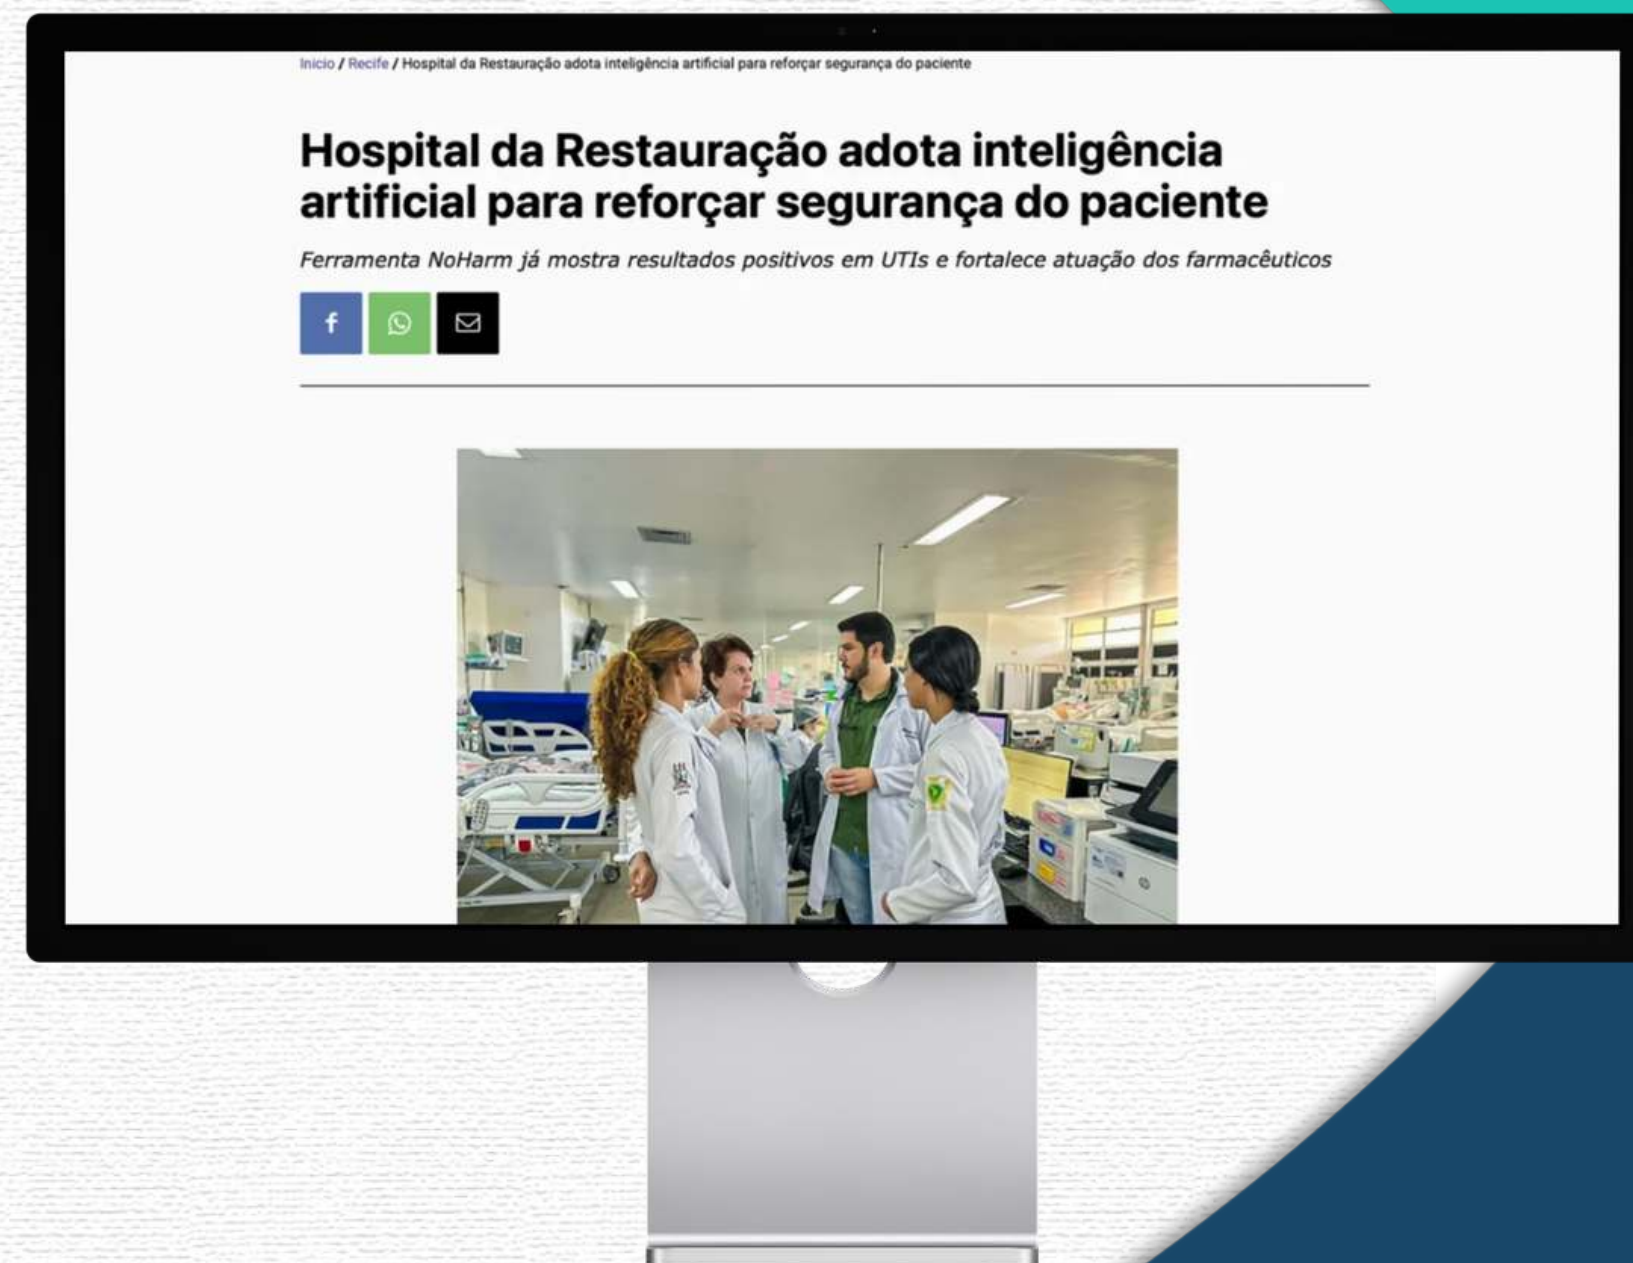 Inicio / Recife / Hospital da Restauração adota inteligência artificial para reforçar segurança do paciente
Hospital da Restauração adota inteligência
artificial para reforçar segurança do paciente
Ferramenta NoHarm já mostra resultados positivos em UTIs e fortalece atuação dos farmacêuticos
f
hp